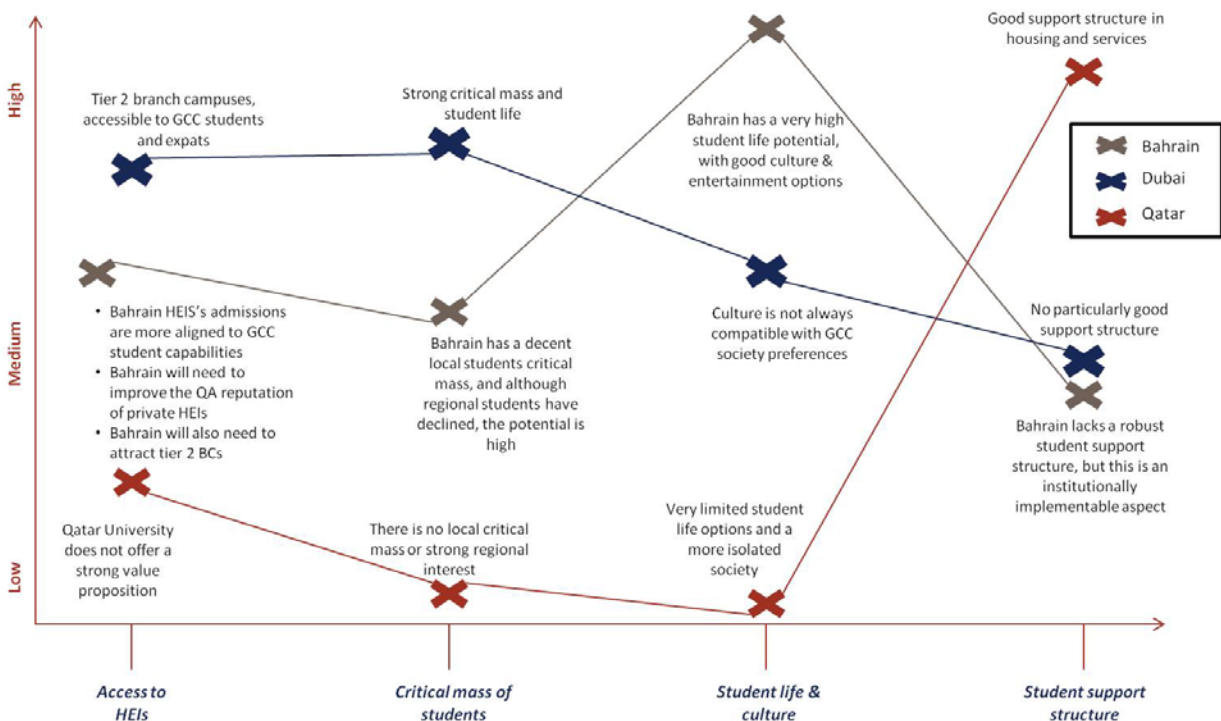 High
Medium
Low
Tier 2 branch campuses,
accessible to GCC students
and expats
Strong critical mass and
student life
Bahrain has a very high
student life potential,
with good culture &
entertainment options
Good support structure in
housing and services
Bahrain
Dubai
Qatar
• Bahrain HEIS's admissions
are more aligned to GCC
student capabilities
• Bahrain will need to
improve the QA reputation
of private HEIs
• Bahrain will also need to
attract tier 2 BCs
Bahrain has a decent
local students critical
mass, and although
regional students have
declined, the potential is
high
Culture is not always
compatible with GCC
society preferences
No particularly good
support structure
Bahrain lacks a robust
student support
structure, but this is an
institutionally
implementable aspect
Qatar University
does not offer a
strong value
proposition
There is no local critical
mass or strong regional
interest
Very limited student
life options and a
more isolated
society
Access to
HEIs
Critical mass of
students
Student life &
culture
Student support
structure